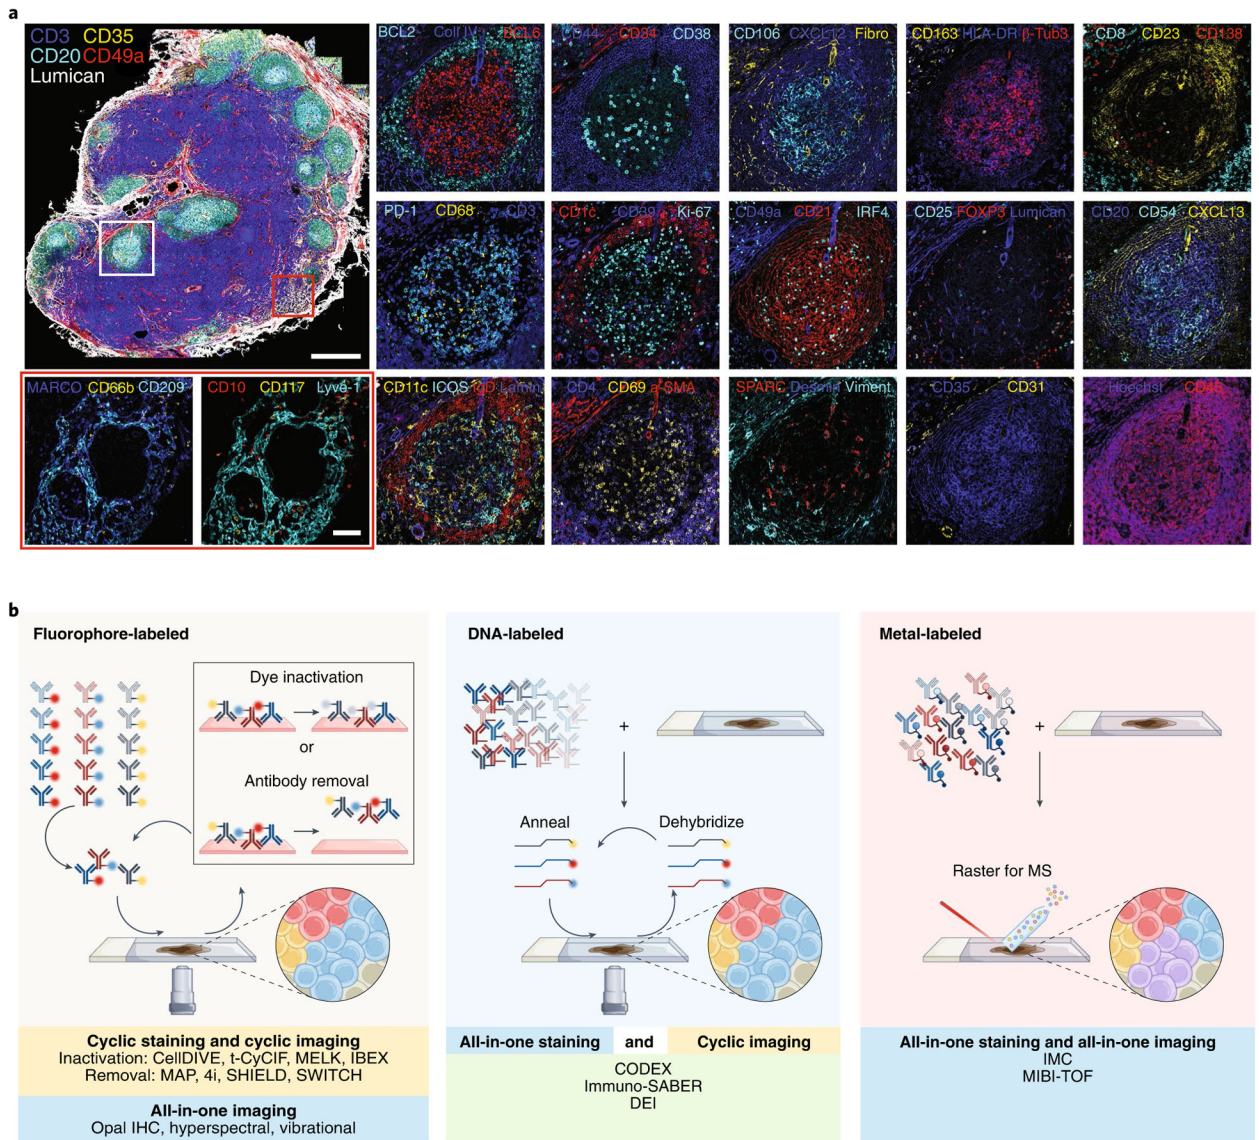 a
CD3 CD35
CD20 CD49a
Lumican
BCL2 Coll IV BCL6
CD44 CD34 CD38
CD106 CXCL12 Fibro
CD163 HLA-DR β-Tub3
CD8 CD23 CD138
PD-1 CD68 CD3
CD1c CD39 Ki-67
CD49a CD21 IRF4
CD25 FOXP3 Lumican
CD20 CD54 CXCL13
MARCO CD66b CD209
CD10 CD117 Lyve-1
CD11c ICOS IgD Lamin
CD4 CD69 a-SMA
SPARC Desmin Viment
CD35 CD31
Hoechst CD45
b
Fluorophore-labeled
Dye inactivation
or
Antibody removal
DNA-labeled
+
Anneal Dehybridize
Metal-labeled
+
Raster for MS
Cyclic staining and cyclic imaging
Inactivation: CellDIVE, t-CyCIF, MELK, IBEX
Removal: MAP, 4i, SHIELD, SWITCH
All-in-one imaging
Opal IHC, hyperspectral, vibrational
All-in-one staining and Cyclic imaging
CODEX
Immuno-SABER
DEI
All-in-one staining and all-in-one imaging
IMC
MIBI-TOF